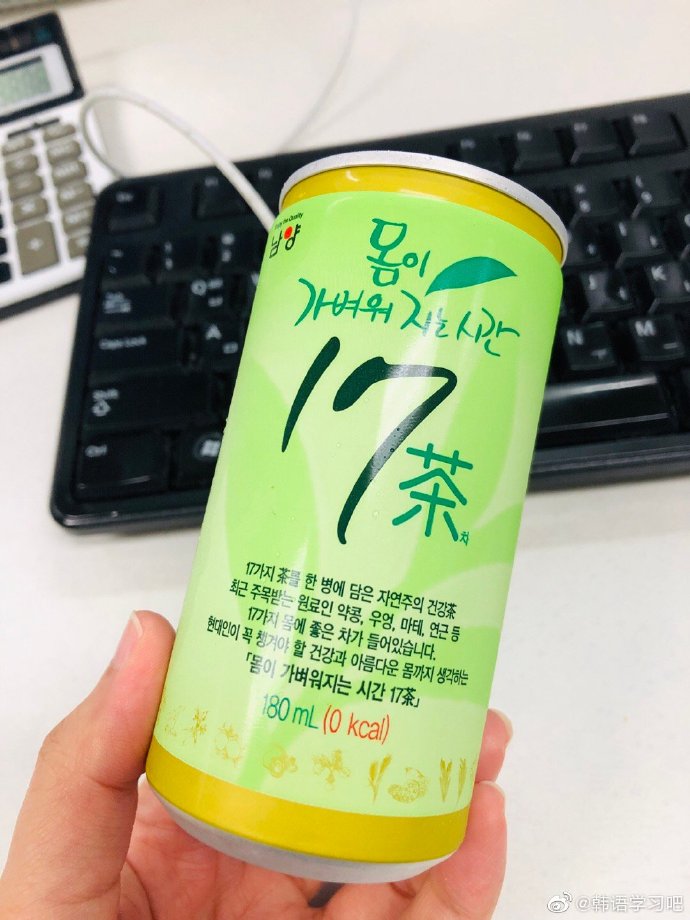 남양
몸이
가벼워 지는 시간
17茶
차
17가지 茶를 한 병에 담은 자연주의 건강茶
최근 주목받는 원료인 약콩, 우엉, 마테, 연근 등
17가지 몸에 좋은 차가 들어있습니다.
현대인이 꼭 챙겨야 할 건강과 아름다운 몸까지 생각하는
「몸이 가벼워지는 시간 17茶」
180 mL (0 kcal)
Caps Lock
Shift
Ctrl
@韩语学习吧